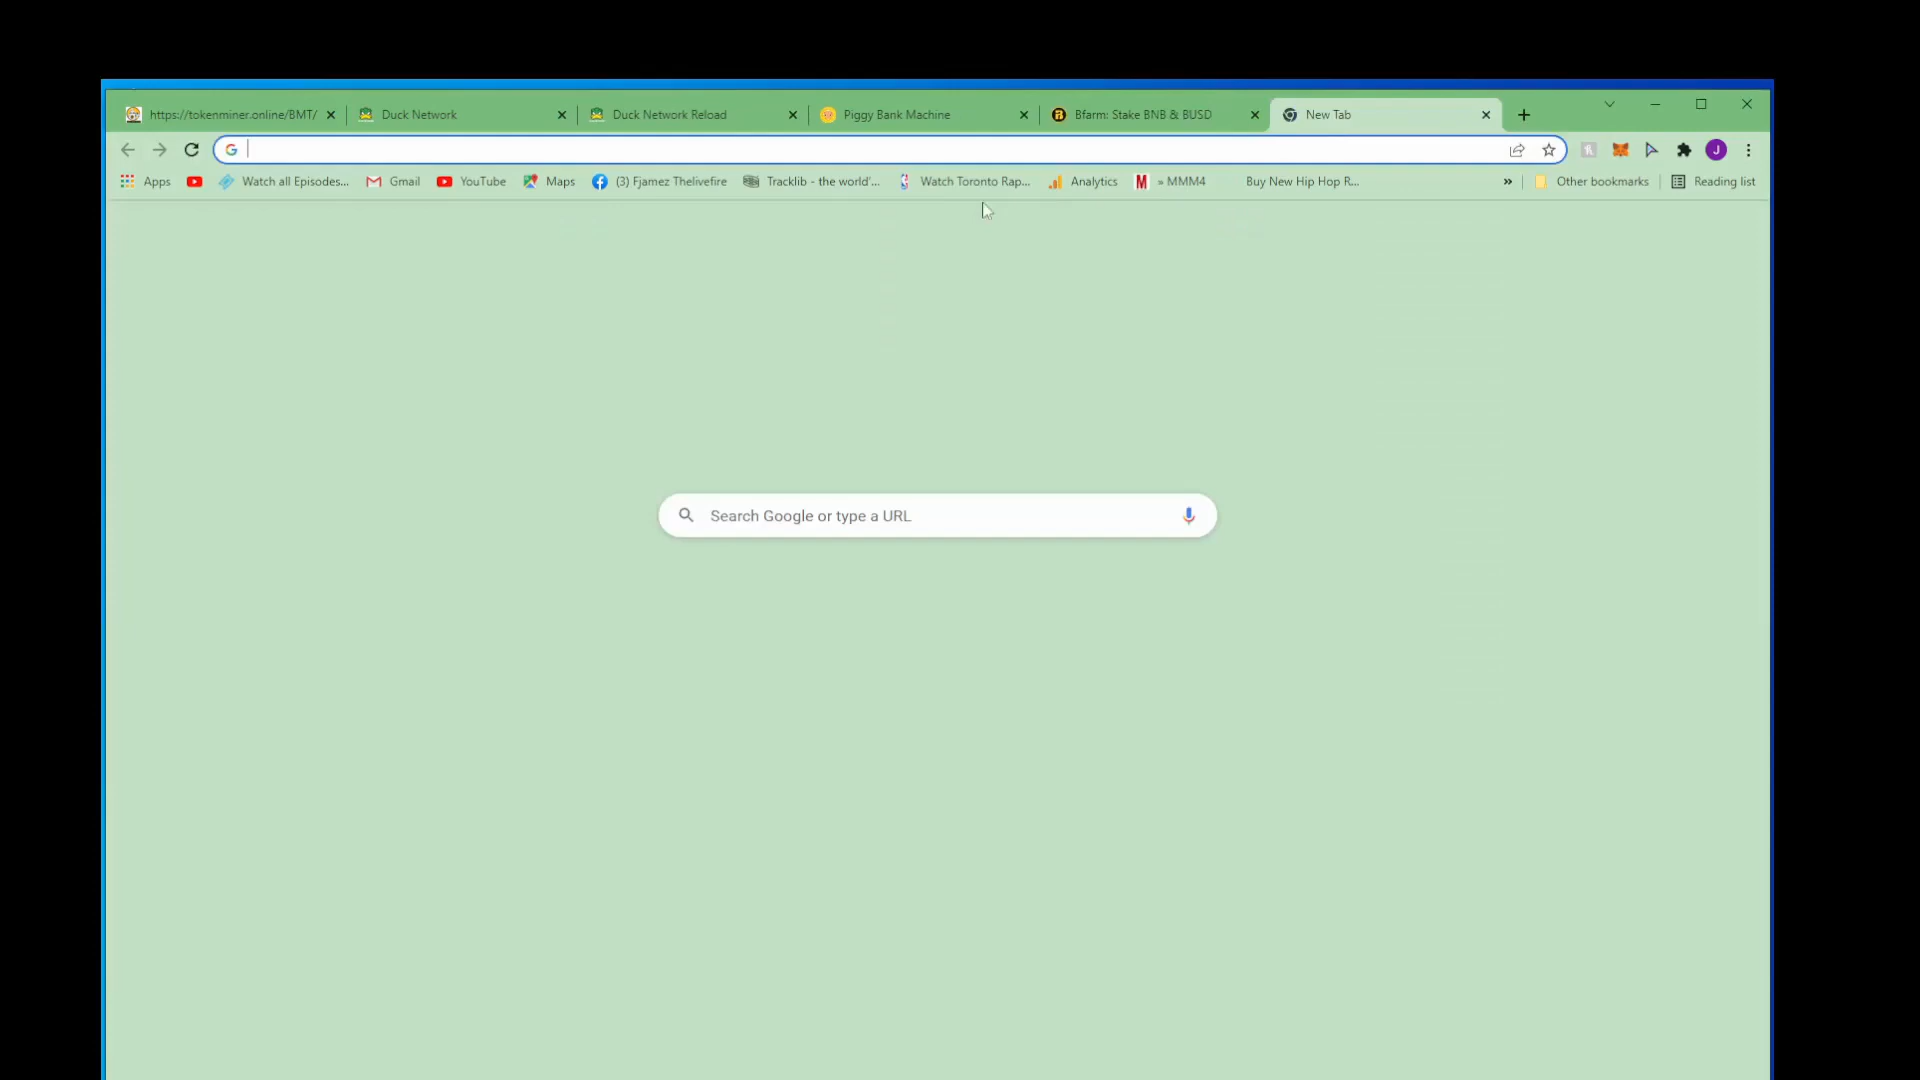 https://tokenminer.online/BMT/ Duck Network Duck Network Reload Piggy Bank Machine Bfarm: Stake BNB & BUSD New Tab
J
Apps Watch all Episodes... Gmail YouTube Maps (3) Fjamez Thelivefire Tracklib - the world'... Watch Toronto Rap... Analytics » MMM4 Buy New Hip Hop R... » Other bookmarks Reading list
Search Google or type a URL